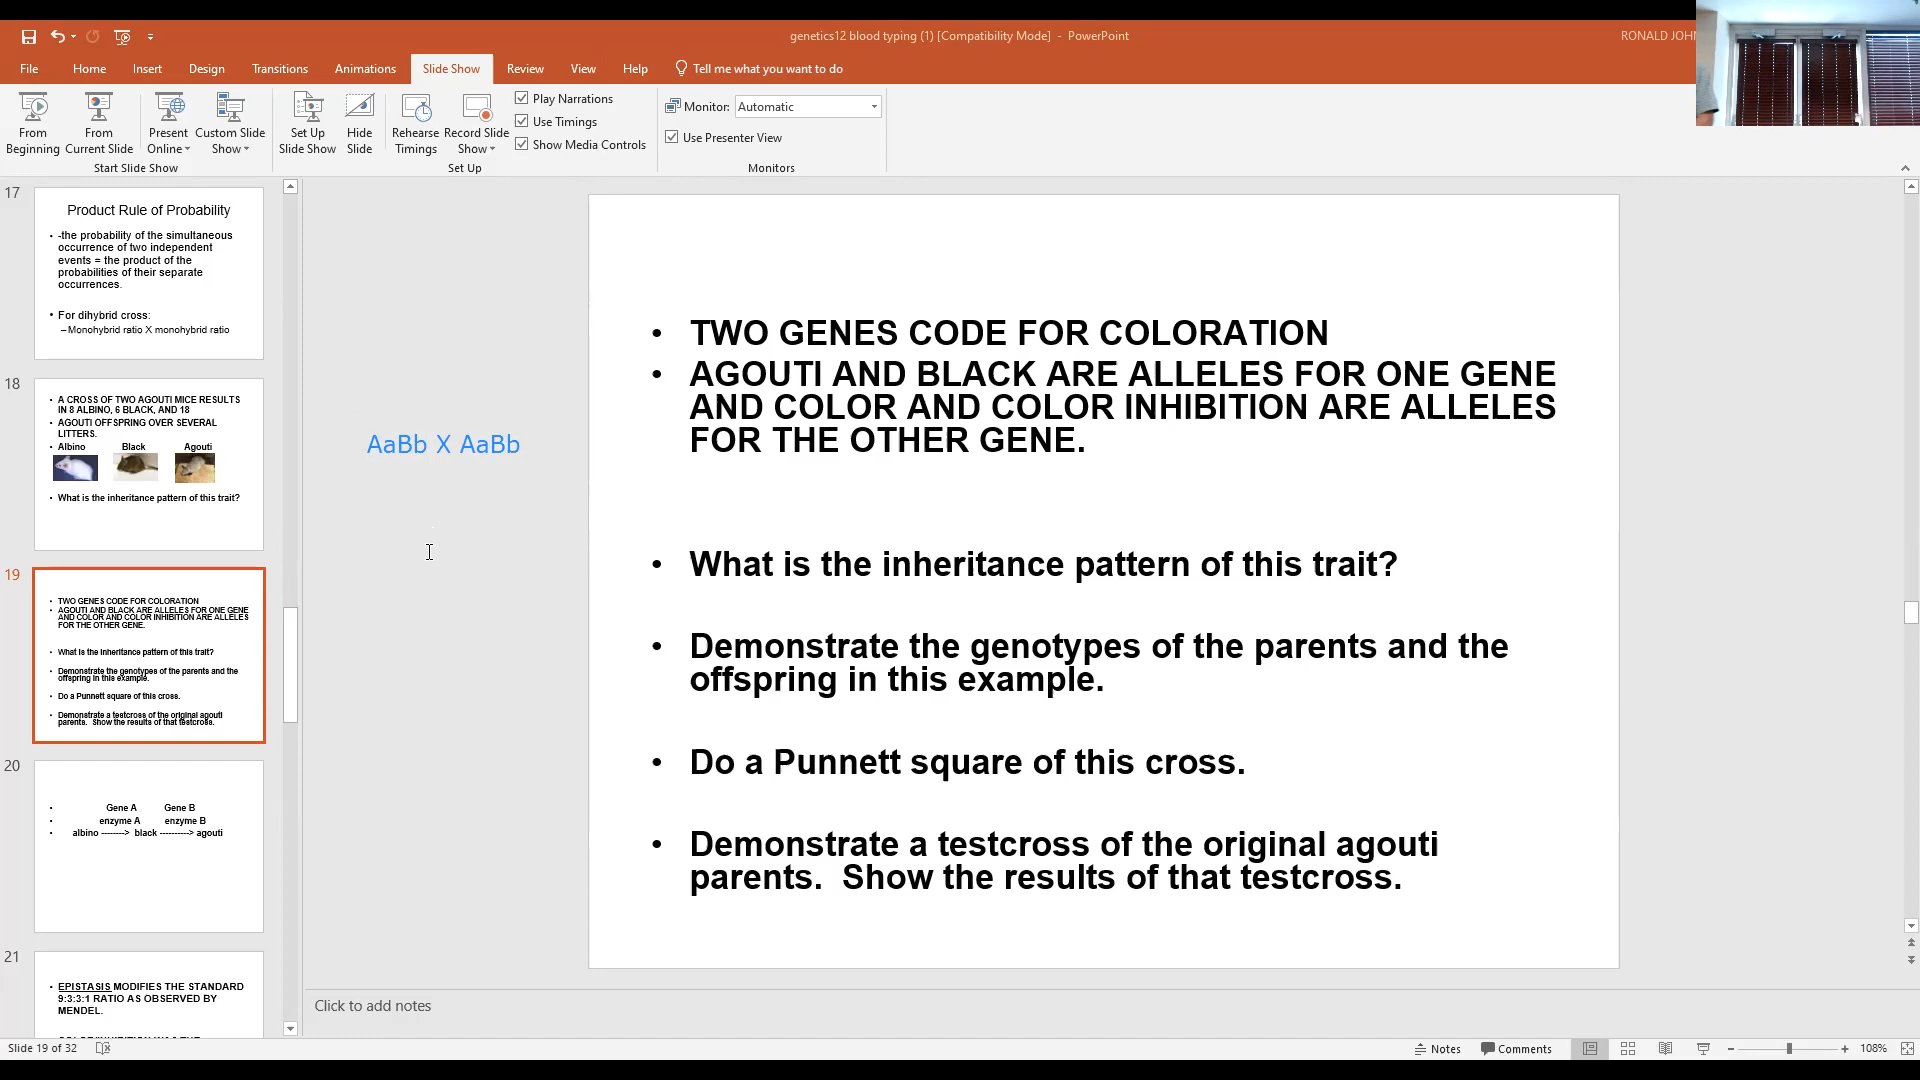 genetics12 blood typing (1) [Compatibility Mode] - PowerPoint
RONALD JOHN
File Home Insert Design Transitions Animations Slide Show Review View Help Tell me what you want to do
From Beginning
From Current Slide
Present Online
Custom Slide Show
Start Slide Show
Set Up Slide Show
Hide Slide
Rehearse Timings
Record Slide Show
Play Narrations
Use Timings
Show Media Controls
Set Up
Monitor: Automatic
Use Presenter View
Monitors
17
Product Rule of Probability
• -the probability of the simultaneous
occurrence of two independent
events = the product of the
probabilities of their separate
occurrences.
• For dihybrid cross:
– Monohybrid ratio X monohybrid ratio
18
• A CROSS OF TWO AGOUTI MICE RESULTS
IN 8 ALBINO, 6 BLACK, AND 18
• AGOUTI OFFSPRING OVER SEVERAL
LITTERS.
• Albino Black Agouti
• What is the inheritance pattern of this trait?
19
• TWO GENES CODE FOR COLORATION
• AGOUTI AND BLACK ARE ALLELES FOR ONE GENE
AND COLOR AND COLOR INHIBITION ARE ALLELES
FOR THE OTHER GENE.
• What is the inheritance pattern of this trait?
• Demonstrate the genotypes of the parents and the
offspring in this example.
• Do a Punnett square of this cross.
• Demonstrate a testcross of the original agouti
parents. Show the results of that testcross.
20
• Gene A Gene B
• enzyme A enzyme B
• albino --------> black ----------> agouti
21
• EPISTASIS MODIFIES THE STANDARD
9:3:3:1 RATIO AS OBSERVED BY
MENDEL.
AaBb X AaBb
• TWO GENES CODE FOR COLORATION
• AGOUTI AND BLACK ARE ALLELES FOR ONE GENE
AND COLOR AND COLOR INHIBITION ARE ALLELES
FOR THE OTHER GENE.
• What is the inheritance pattern of this trait?
• Demonstrate the genotypes of the parents and the
offspring in this example.
• Do a Punnett square of this cross.
• Demonstrate a testcross of the original agouti
parents. Show the results of that testcross.
Click to add notes
Slide 19 of 32
Notes Comments 108%